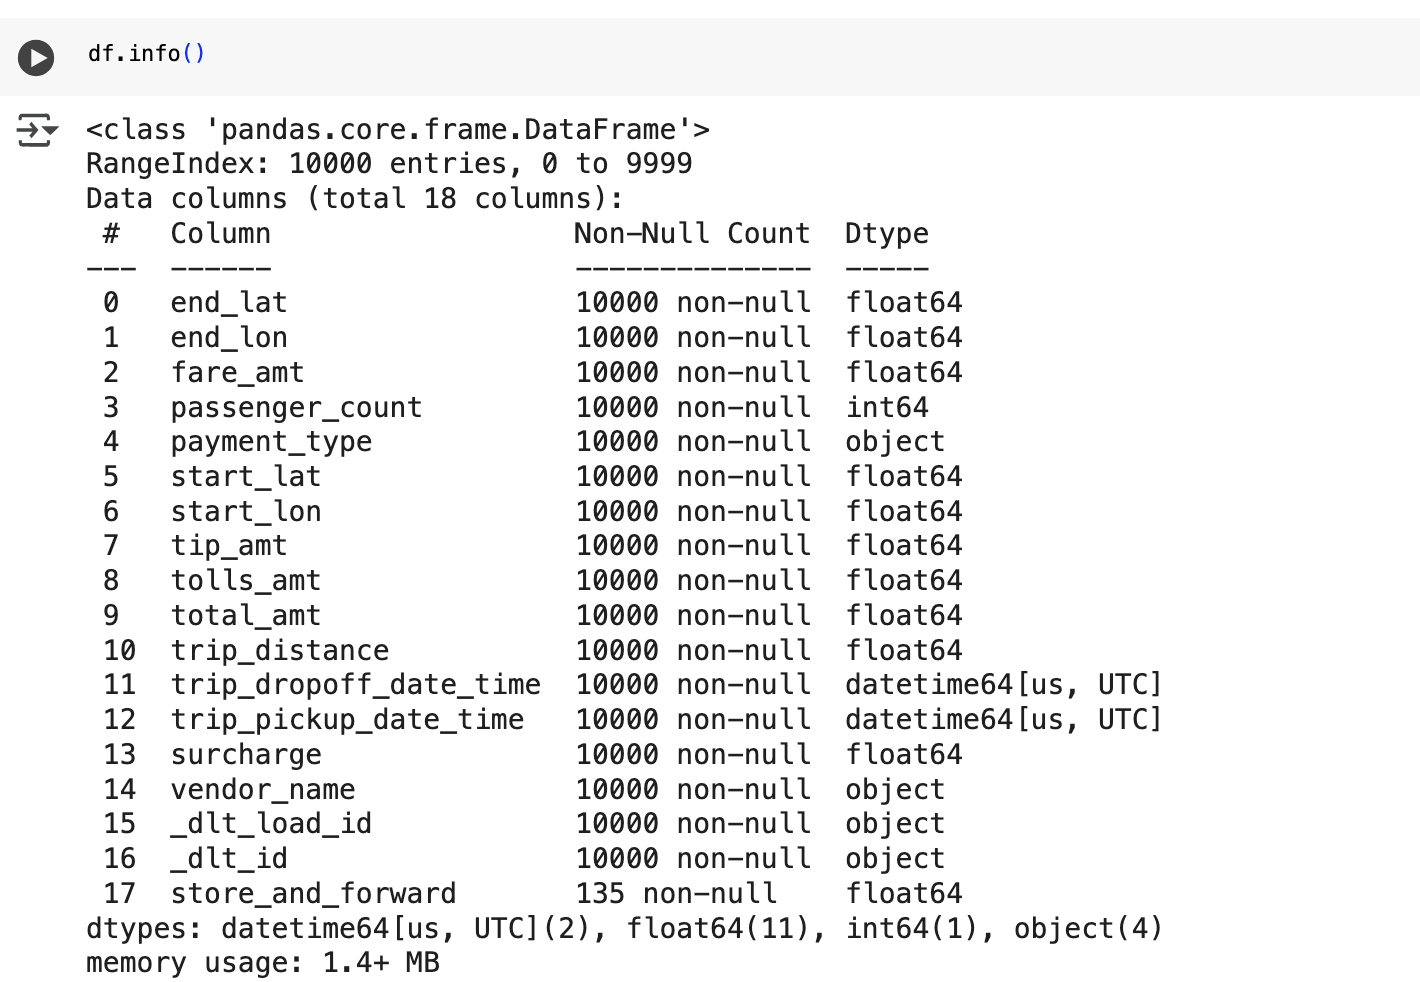 df.info()
<class 'pandas.core.frame.DataFrame'>
RangeIndex: 10000 entries, 0 to 9999
Data columns (total 18 columns):
 #   Column                  Non-Null Count  Dtype
---  ------                  --------------  -----
 0   end_lat                 10000 non-null  float64
 1   end_lon                 10000 non-null  float64
 2   fare_amt                10000 non-null  float64
 3   passenger_count         10000 non-null  int64
 4   payment_type            10000 non-null  object
 5   start_lat               10000 non-null  float64
 6   start_lon               10000 non-null  float64
 7   tip_amt                 10000 non-null  float64
 8   tolls_amt               10000 non-null  float64
 9   total_amt               10000 non-null  float64
 10  trip_distance           10000 non-null  float64
 11  trip_dropoff_date_time  10000 non-null  datetime64[us, UTC]
 12  trip_pickup_date_time   10000 non-null  datetime64[us, UTC]
 13  surcharge               10000 non-null  float64
 14  vendor_name             10000 non-null  object
 15  _dlt_load_id            10000 non-null  object
 16  _dlt_id                 10000 non-null  object
 17  store_and_forward       135 non-null    float64
dtypes: datetime64[us, UTC](2), float64(11), int64(1), object(4)
memory usage: 1.4+ MB